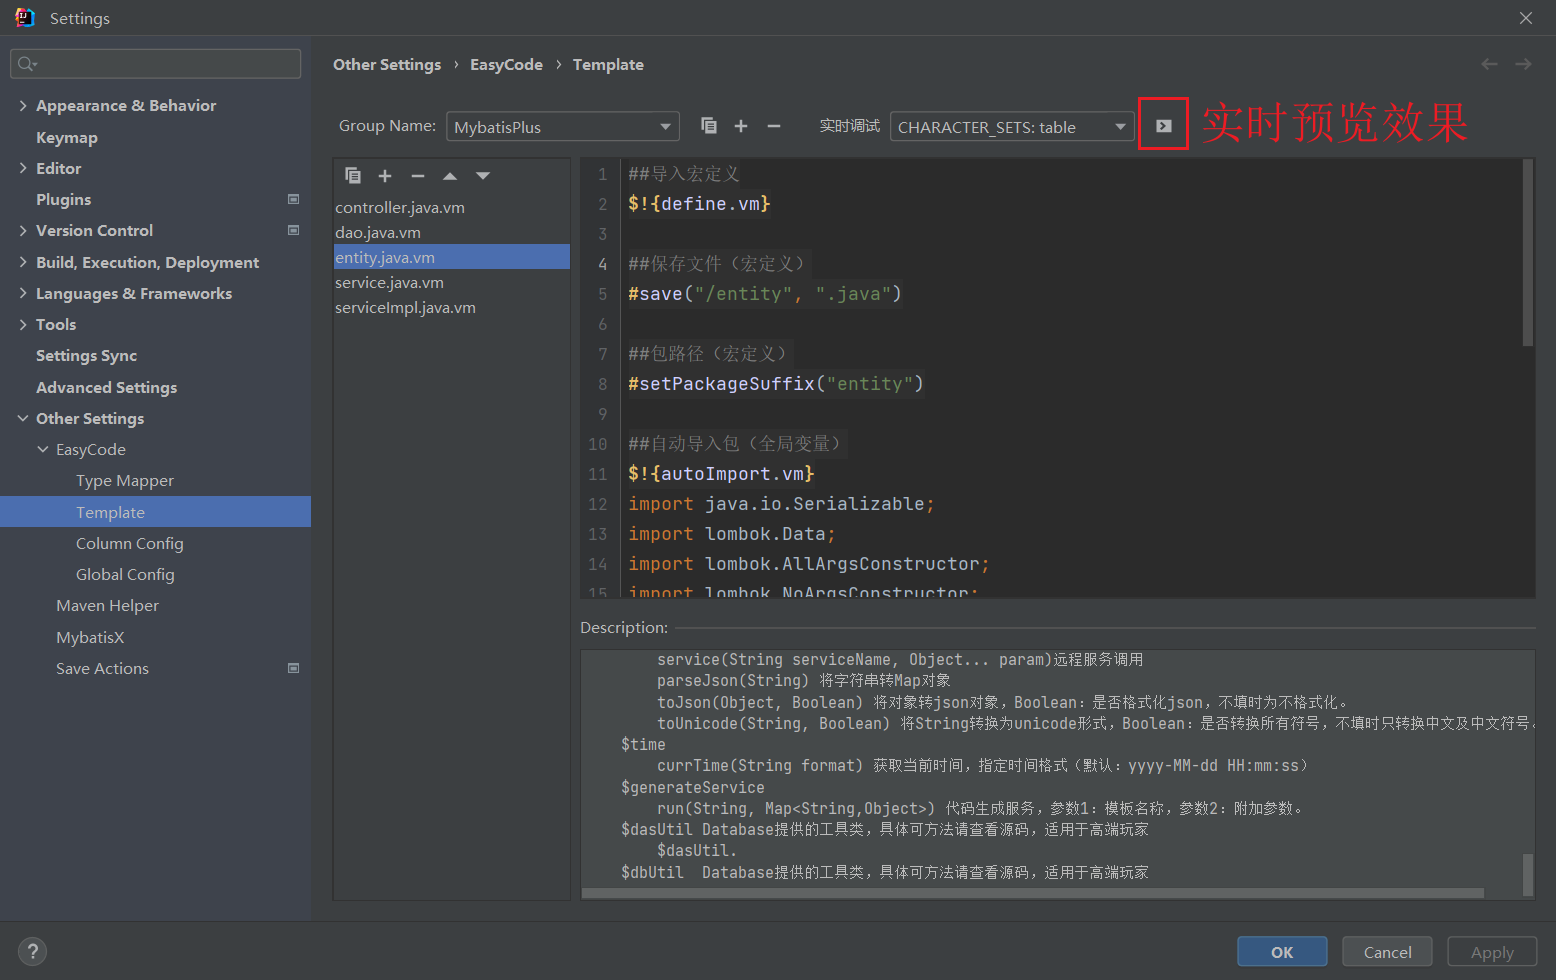 Settings
Other Settings › EasyCode › Template
Appearance & Behavior
Keymap
Editor
Plugins
Version Control
Build, Execution, Deployment
Languages & Frameworks
Tools
Settings Sync
Advanced Settings
Other Settings
EasyCode
Type Mapper
Template
Column Config
Global Config
Maven Helper
MybatisX
Save Actions
Group Name: MybatisPlus 实时调试 CHARACTER_SETS: table 实时预览效果
controller.java.vm
dao.java.vm
entity.java.vm
service.java.vm
serviceImpl.java.vm
1 ##导入宏定义
2 $!{define.vm}
3
4 ##保存文件（宏定义）
5 #save("/entity", ".java")
6
7 ##包路径（宏定义）
8 #setPackageSuffix("entity")
9
10 ##自动导入包（全局变量）
11 $!{autoImport.vm}
12 import java.io.Serializable;
13 import lombok.Data;
14 import lombok.AllArgsConstructor;
15 import lombok.NoArgsConstructor;
Description:
service(String serviceName, Object... param)远程服务调用
parseJson(String) 将字符串转Map对象
toJson(Object, Boolean) 将对象转json对象，Boolean：是否格式化json，不填时为不格式化。
toUnicode(String, Boolean) 将String转换为unicode形式，Boolean：是否转换所有符号，不填时只转换中文及中文符号。
$time
currTime(String format) 获取当前时间，指定时间格式（默认：yyyy-MM-dd HH:mm:ss）
$generateService
run(String, Map<String,Object>) 代码生成服务，参数1：模板名称，参数2：附加参数。
$dasUtil Database提供的工具类，具体可方法请查看源码，适用于高端玩家
$dasUtil.
$dbUtil Database提供的工具类，具体可方法请查看源码，适用于高端玩家
?
OK
Cancel
Apply